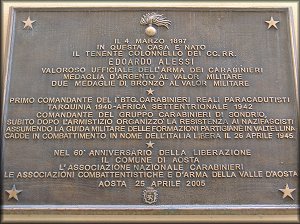 IL 4 MARZO 1897
IN QUESTA CASA E' NATO
IL TENENTE COLONNELLO DEI CC.RR.
EDOARDO ALESSI
VALOROSO UFFICIALE DELL'ARMA DEI CARABINIERI
MEDAGLIA D'ARGENTO AL VALOR MILITARE
DUE MEDAGLIE DI BRONZO AL VALOR MILITARE
PRIMO COMANDANTE DEL I°BTG.CARABINIERI REALI PARACADUTISTI
TARQUINIA 1940-AFRICA SETTENTRIONALE 1942
COMANDANTE DEL GRUPPO CARABINIERI DI SONDRIO,
SUBITO DOPO L'ARMISTIZIO ORGANIZZO' LA RESISTENZA AI NAZIFASCISTI
ASSUMENDO LA GUIDA MILITARE DELLE FORMAZIONI PARTIGIANE IN VALTELLINA
CADDE IN COMBATTIMENTO IN NOME DELL'ITALIA LIBERA IL 26 APRILE 1945
NEL 60° ANNIVERSARIO DELLA LIBERAZIONE
IL COMUNE DI AOSTA
L'ASSOCIAZIONE NAZIONALE CARABINIERI
LE ASSOCIAZIONI COMBATTENTISTICHE E D'ARMA DELLA VALLE D'AOSTA
AOSTA 25 APRILE 2005